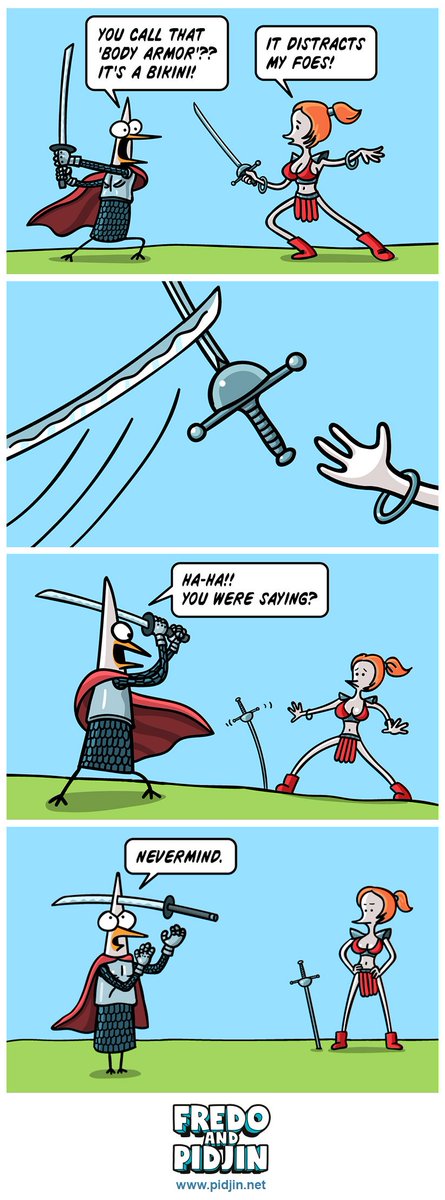 YOU CALL THAT
'BODY ARMOR'??
IT'S A BIKINI!
IT DISTRACTS
MY FOES!
HA-HA!!
YOU WERE SAYING?
NEVERMIND.
FREDO
AND
PIDJIN
www.pidjin.net